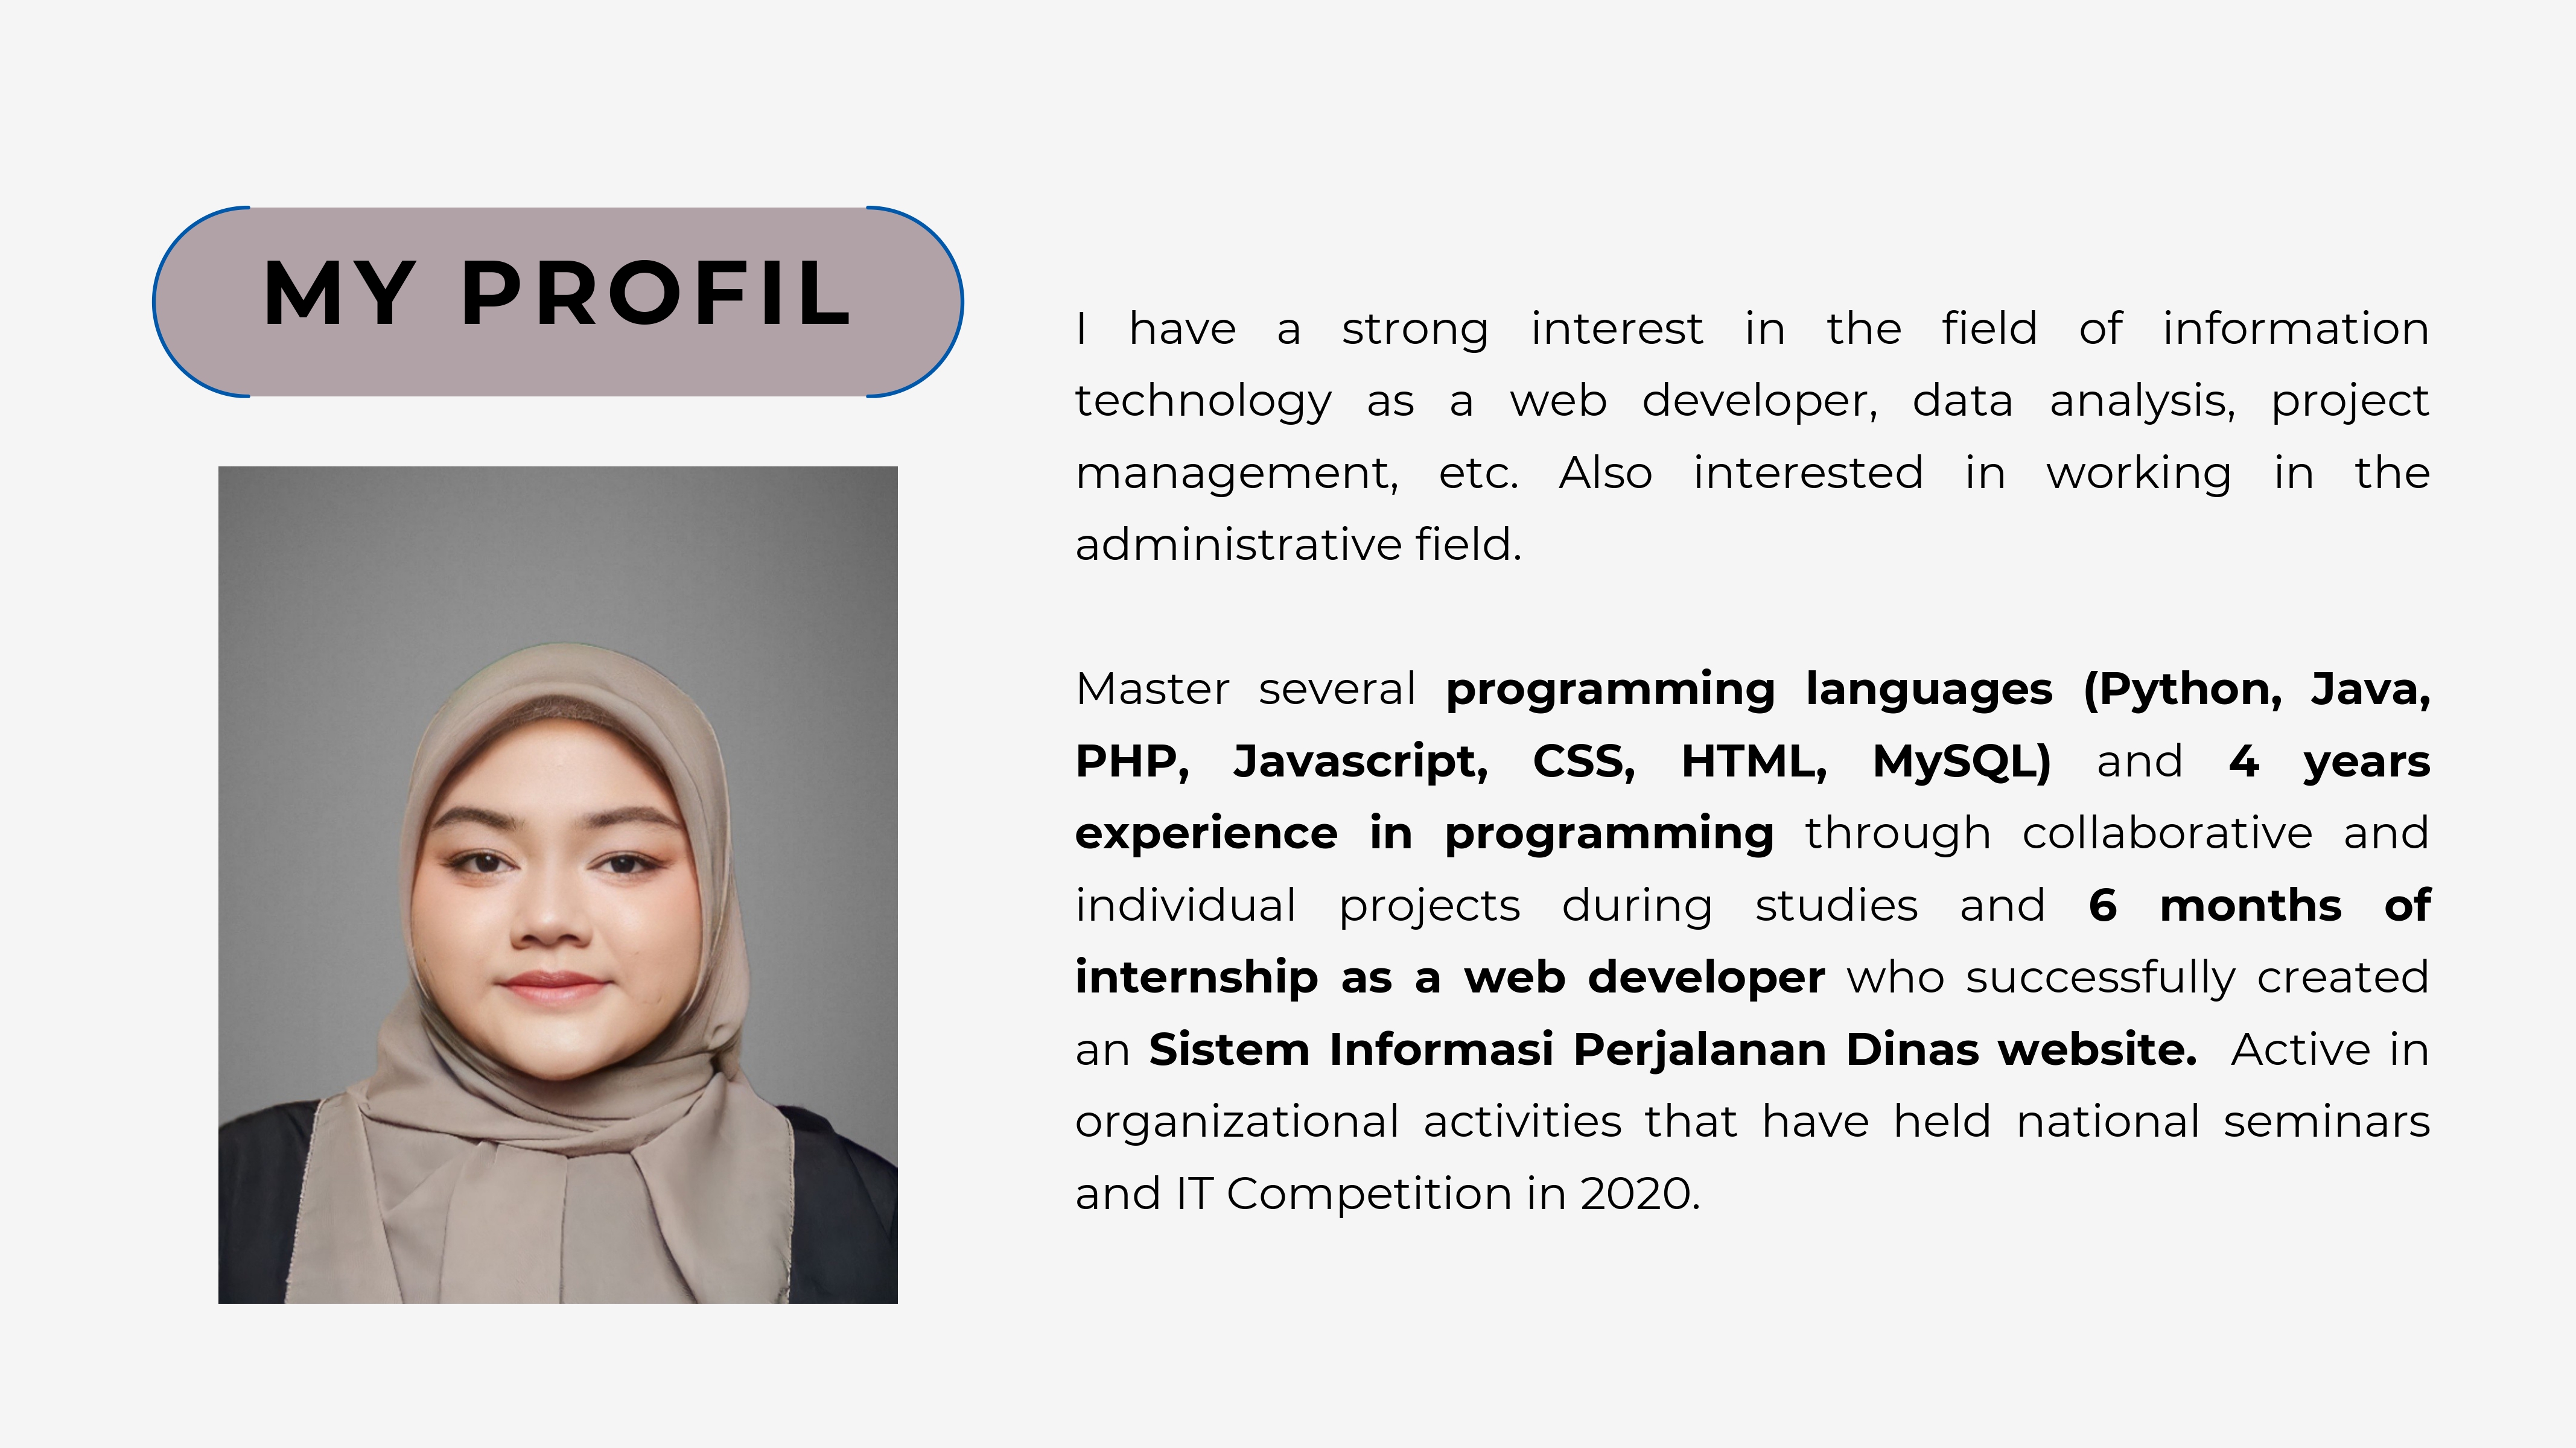 MY PROFIL
I have a strong interest in the field of information
technology as a web developer, data analysis, project
management, etc. Also interested in working in the
administrative field.
Master several programming languages (Python, Java,
PHP, Javascript, CSS, HTML, MySQL) and 4 years
experience in programming through collaborative and
individual projects during studies and 6 months of
internship as a web developer who successfully created
an Sistem Informasi Perjalanan Dinas website. Active in
organizational activities that have held national seminars
and IT Competition in 2020.